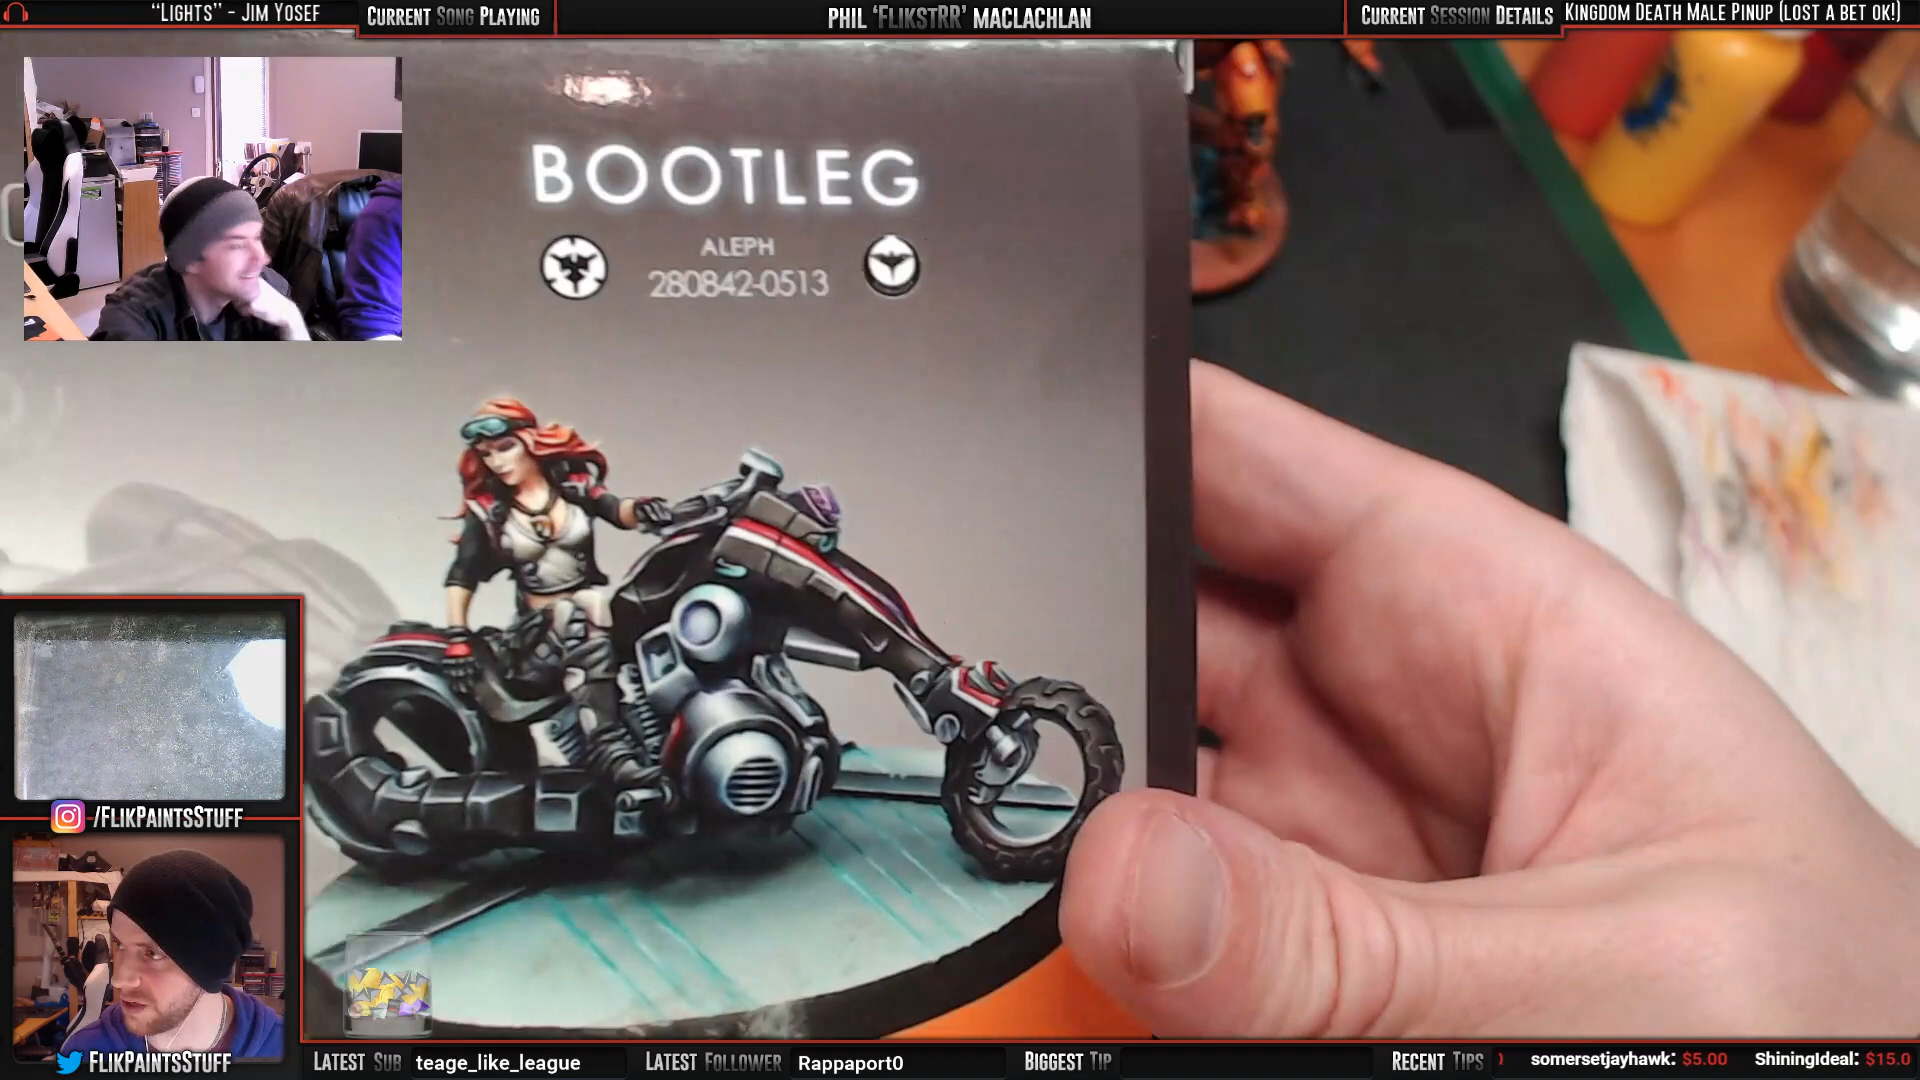 "LIGHTS" - JIM YOSEF
CURRENT SONG PLAYING
PHIL 'FLIKSTRR' MACLACHLAN
CURRENT SESSION DETAILS
KINGDOM DEATH MALE PINUP (LOST A BET OK!)
BOOTLEG
ALEPH
280842-0513
/FLIKPAINTSSTUFF
FLIKPAINTSSTUFF
LATEST SUB teage_like_league
LATEST FOLLOWER Rappaport0
BIGGEST TIP
RECENT TIPS ) somersetjayhawk: $5.00 ShiningIdeal: $15.0